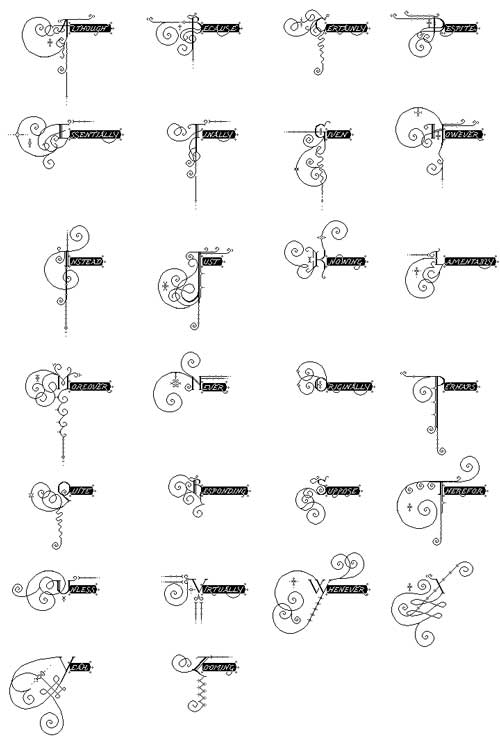 ALTHOUGH BECAUSE CERTAINLY DESPITE
ESSENTIALLY FINALLY GIVEN HOWEVER
INSTEAD JUST KNOWING LAMENTABLY
MOREOVER NEVER ORIGINALLY PERHAPS
QUITE RESPONDING SUPPOSE THEREFOR
UNLESS VIRTUALLY WHENEVER X
YEAH ZOOMING